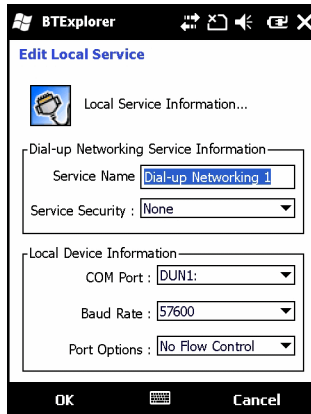 BTExplorer
Edit Local Service
Local Service Information...
Dial-up Networking Service Information
Service Name Dial-up Networking 1
Service Security : None
Local Device Information
COM Port : DUN1:
Baud Rate : 57600
Port Options : No Flow Control
OK Cancel